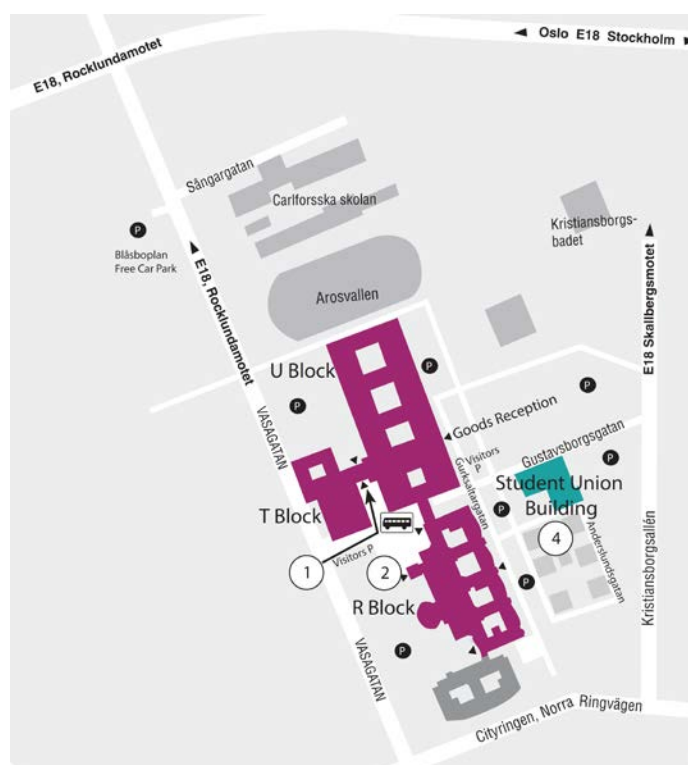 Oslo E18 Stockholm
E18, Rocklundamotet
Sångargatan
Carlforsska skolan
Kristiansborgs-
badet
P
Blåsboplan
Free Car Park
E18, Rocklundamotet
Arosvallen
E18 Skallbergsmotet
U Block
P
P
P
Goods Reception
VASAGATAN
Visitors
P
Gustavsborgsgatan
P
Gurksaltargatan
Student Union
Building
T Block
P
4
Anderslundsgatan
1
Visitors P
2
P
R Block
Kristiansborgsallén
P
VASAGATAN
Cityringen, Norra Ringvägen